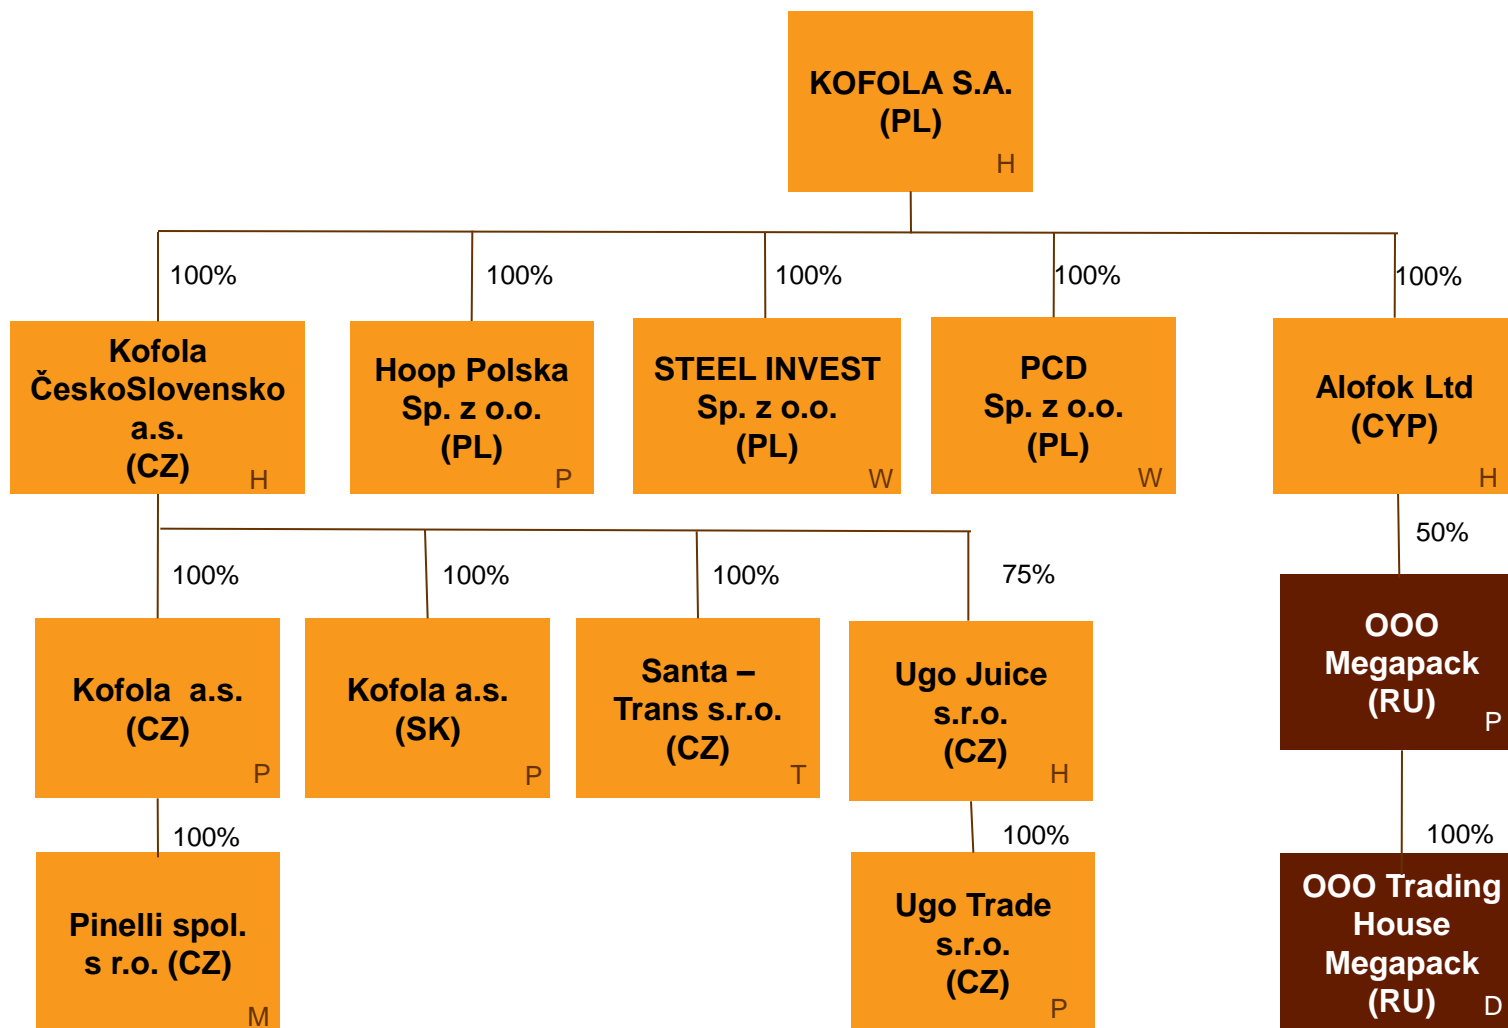 KOFOLA S.A.
(PL)
H
100%
100%
100%
100%
100%
Kofola
ČeskoSlovensko
a.s.
(CZ)
H
Hoop Polska
Sp. z o.o.
(PL)
P
STEEL INVEST
Sp. z o.o.
(PL)
W
PCD
Sp. z o.o.
(PL)
W
Alofok Ltd
(CYP)
H
100%
100%
100%
75%
50%
Kofola a.s.
(CZ)
P
Kofola a.s.
(SK)
P
Santa –
Trans s.r.o.
(CZ)
T
Ugo Juice
s.r.o.
(CZ)
H
OOO
Megapack
(RU)
P
100%
100%
100%
Pinelli spol.
s r.o. (CZ)
M
Ugo Trade
s.r.o.
(CZ)
P
OOO Trading
House
Megapack
(RU)
D